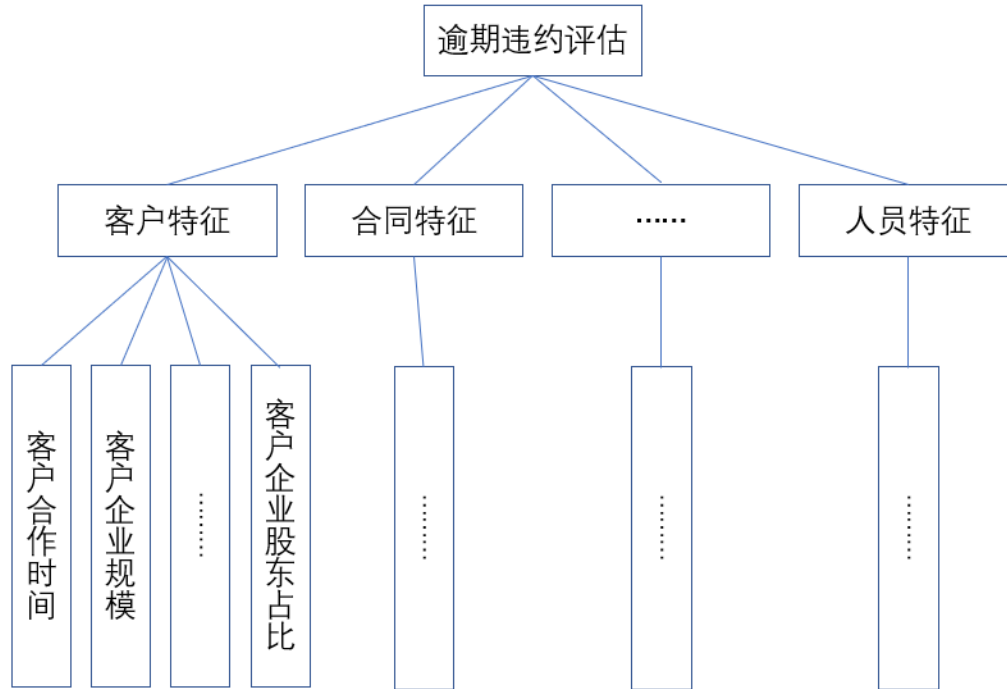 逾期违约评估
客户特征
合同特征
......
人员特征
客户合作时间
客户企业规模
.........
客户企业股东占比
.........
.........
.........